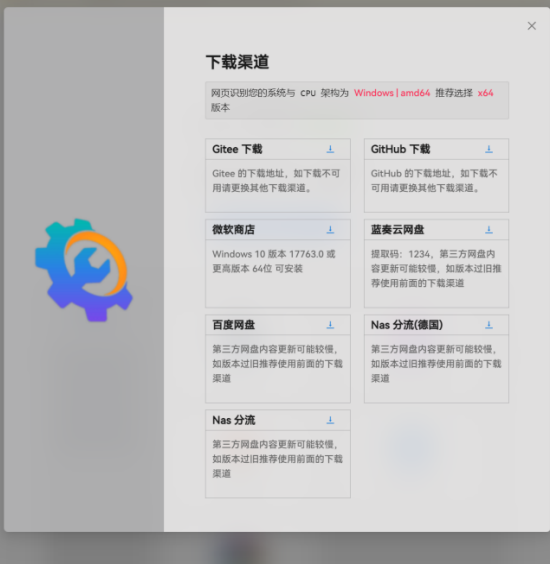 下载渠道
网页识别您的系统与 CPU 架构为 Windows | amd64 推荐选择 x64
版本
Gitee 下载
Gitee 的下载地址，如下载不可
用请更换其他下载渠道。
GitHub 下载
GitHub 的下载地址，如下载不
可用请更换其他下载渠道。
微软商店
Windows 10 版本 17763.0 或
更高版本 64位 可安装
蓝奏云网盘
提取码：1234，第三方网盘内
容更新可能较慢，如版本过旧推
荐使用前面的下载渠道
百度网盘
第三方网盘内容更新可能较慢，
如版本过旧推荐使用前面的下载
渠道
Nas 分流(德国)
第三方网盘内容更新可能较慢，
如版本过旧推荐使用前面的下载
渠道
Nas 分流
第三方网盘内容更新可能较慢，
如版本过旧推荐使用前面的下载
渠道